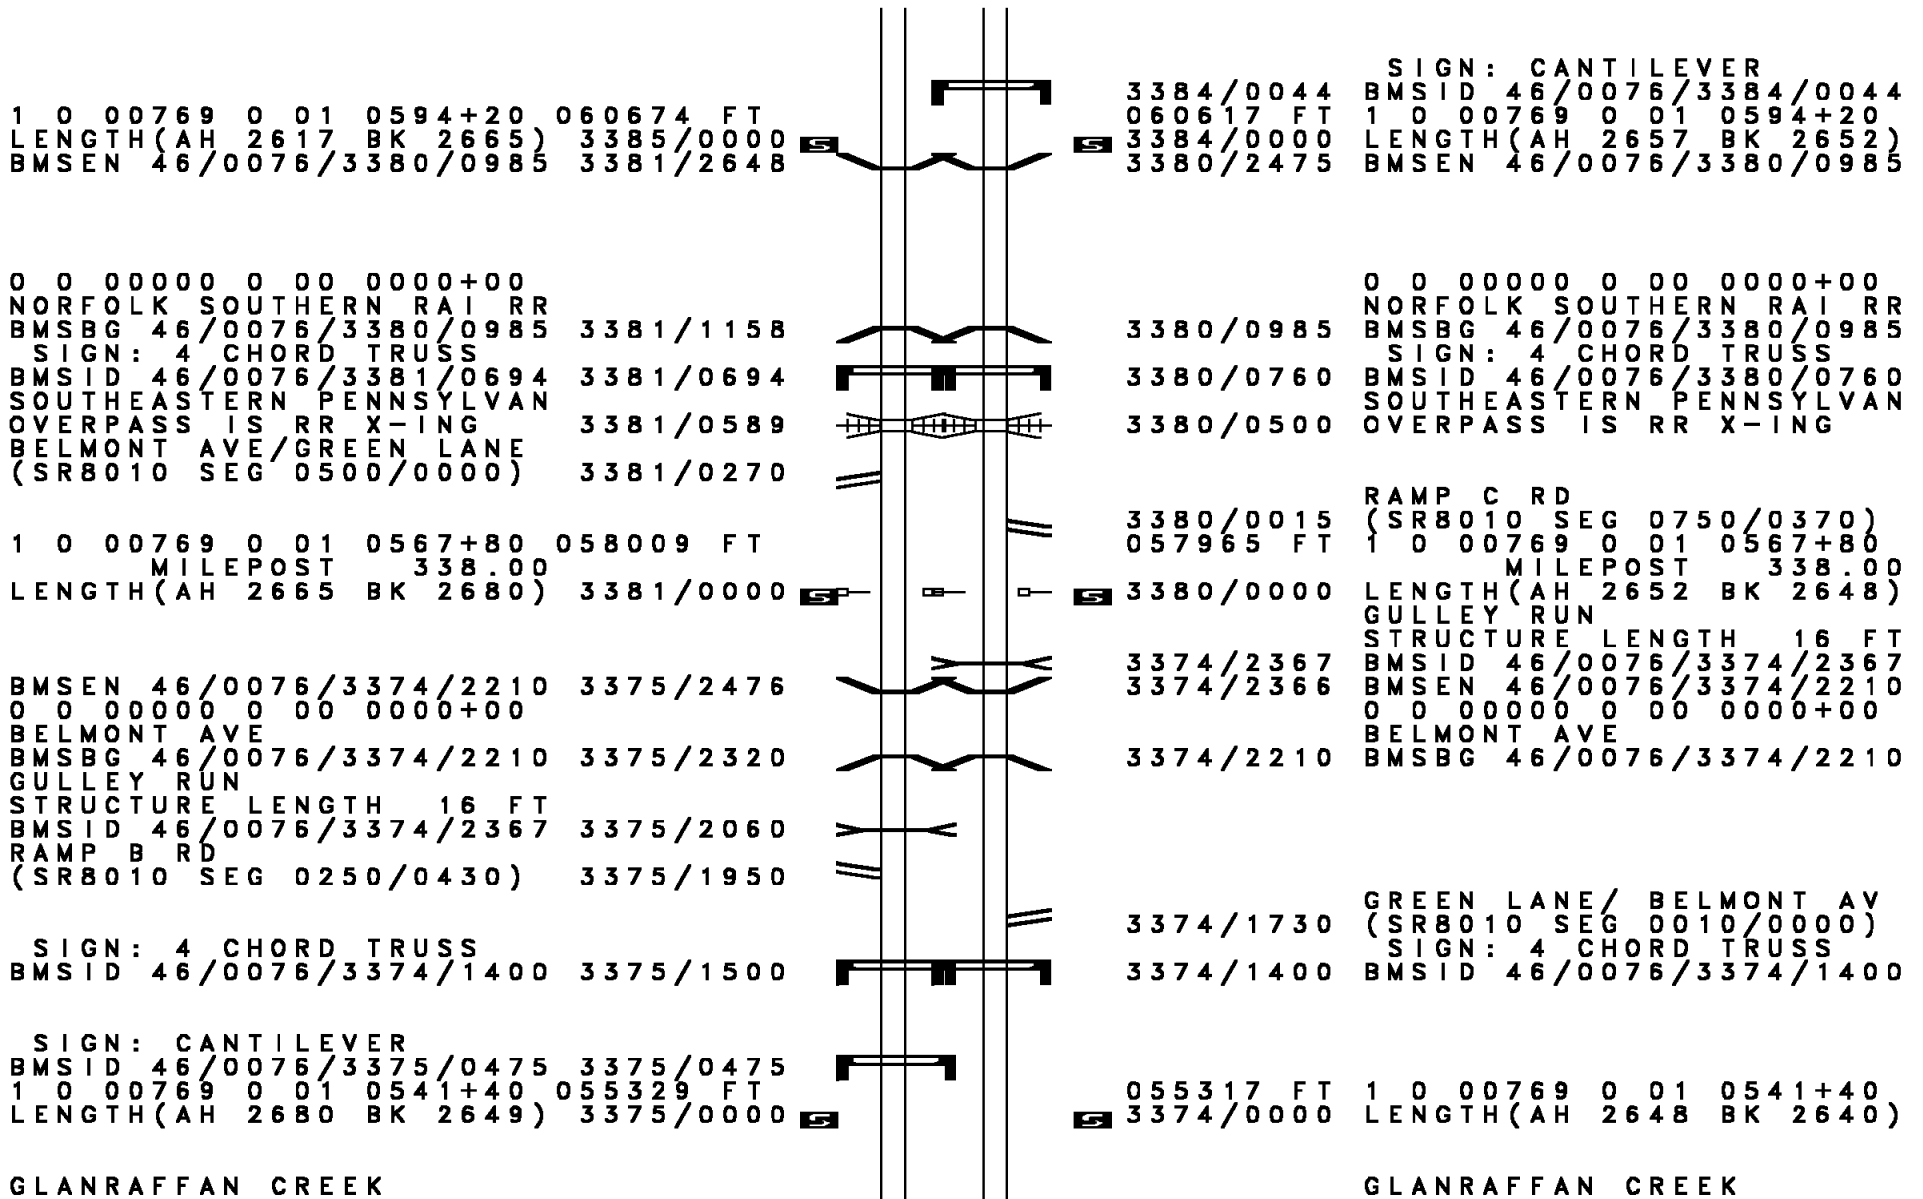 SIGN: CANTILEVER
3384/0044 BMSID 46/0076/3384/0044
1 0 00769 0 01 0594+20 060674 FT 060617 FT 1 0 00769 0 01 0594+20
LENGTH(AH 2617 BK 2665) 3385/0000 S S 3384/0000 LENGTH(AH 2657 BK 2652)
BMSEN 46/0076/3380/0985 3381/2648 3380/2475 BMSEN 46/0076/3380/0985
0 0 00000 0 00 0000+00 0 0 00000 0 00 0000+00
NORFOLK SOUTHERN RAI RR NORFOLK SOUTHERN RAI RR
BMSBG 46/0076/3380/0985 3381/1158 3380/0985 BMSBG 46/0076/3380/0985
SIGN: 4 CHORD TRUSS SIGN: 4 CHORD TRUSS
BMSID 46/0076/3381/0694 3381/0694 3380/0760 BMSID 46/0076/3380/0760
SOUTHEASTERN PENNSYLVAN SOUTHEASTERN PENNSYLVAN
OVERPASS IS RR X-ING 3381/0589 3380/0500 OVERPASS IS RR X-ING
BELMONT AVE/GREEN LANE
(SR8010 SEG 0500/0000) 3381/0270
RAMP C RD
3380/0015 (SR8010 SEG 0750/0370)
1 0 00769 0 01 0567+80 058009 FT 057965 FT 1 0 00769 0 01 0567+80
MILEPOST 338.00 MILEPOST 338.00
LENGTH(AH 2665 BK 2680) 3381/0000 S S 3380/0000 LENGTH(AH 2652 BK 2648)
GULLEY RUN
STRUCTURE LENGTH 16 FT
3374/2367 BMSID 46/0076/3374/2367
BMSEN 46/0076/3374/2210 3375/2476 3374/2366 BMSEN 46/0076/3374/2210
0 0 00000 0 00 0000+00 0 0 00000 0 00 0000+00
BELMONT AVE BELMONT AVE
BMSBG 46/0076/3374/2210 3375/2320 3374/2210 BMSBG 46/0076/3374/2210
GULLEY RUN
STRUCTURE LENGTH 16 FT
BMSID 46/0076/3374/2367 3375/2060
RAMP B RD
(SR8010 SEG 0250/0430) 3375/1950
GREEN LANE/ BELMONT AV
3374/1730 (SR8010 SEG 0010/0000)
SIGN: 4 CHORD TRUSS SIGN: 4 CHORD TRUSS
BMSID 46/0076/3374/1400 3375/1500 3374/1400 BMSID 46/0076/3374/1400
SIGN: CANTILEVER
BMSID 46/0076/3375/0475 3375/0475
1 0 00769 0 01 0541+40 055329 FT 055317 FT 1 0 00769 0 01 0541+40
LENGTH(AH 2680 BK 2649) 3375/0000 S S 3374/0000 LENGTH(AH 2648 BK 2640)
GLANRAFFAN CREEK GLANRAFFAN CREEK